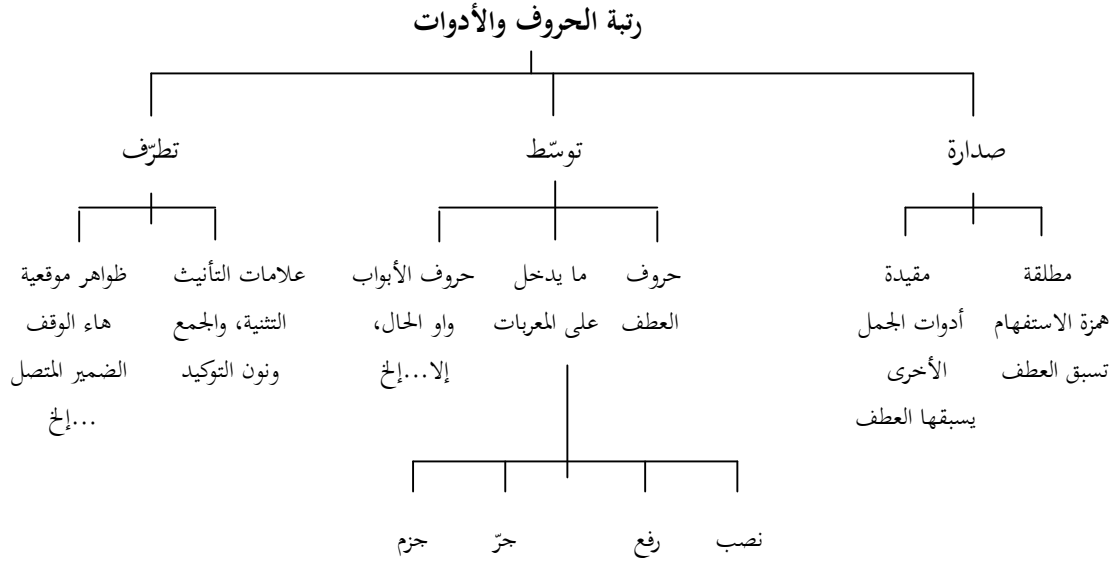 رتبة الحروف والأدوات
صدارة
توسّط
تطرّف
مطلقة
همزة الاستفهام
تسبق العطف
مقيدة
أدوات الجمل
الأخرى
يسبقها العطف
حروف
العطف
ما يدخل
على المعربات
حروف الأبواب
واو الحال،
إلا...إلخ
علامات التأنيث
التثنية، والجمع
ونون التوكيد
ظواهر موقعية
هاء الوقف
الضمير المتصل
...إلخ
نصب
رفع
جرّ
جزم